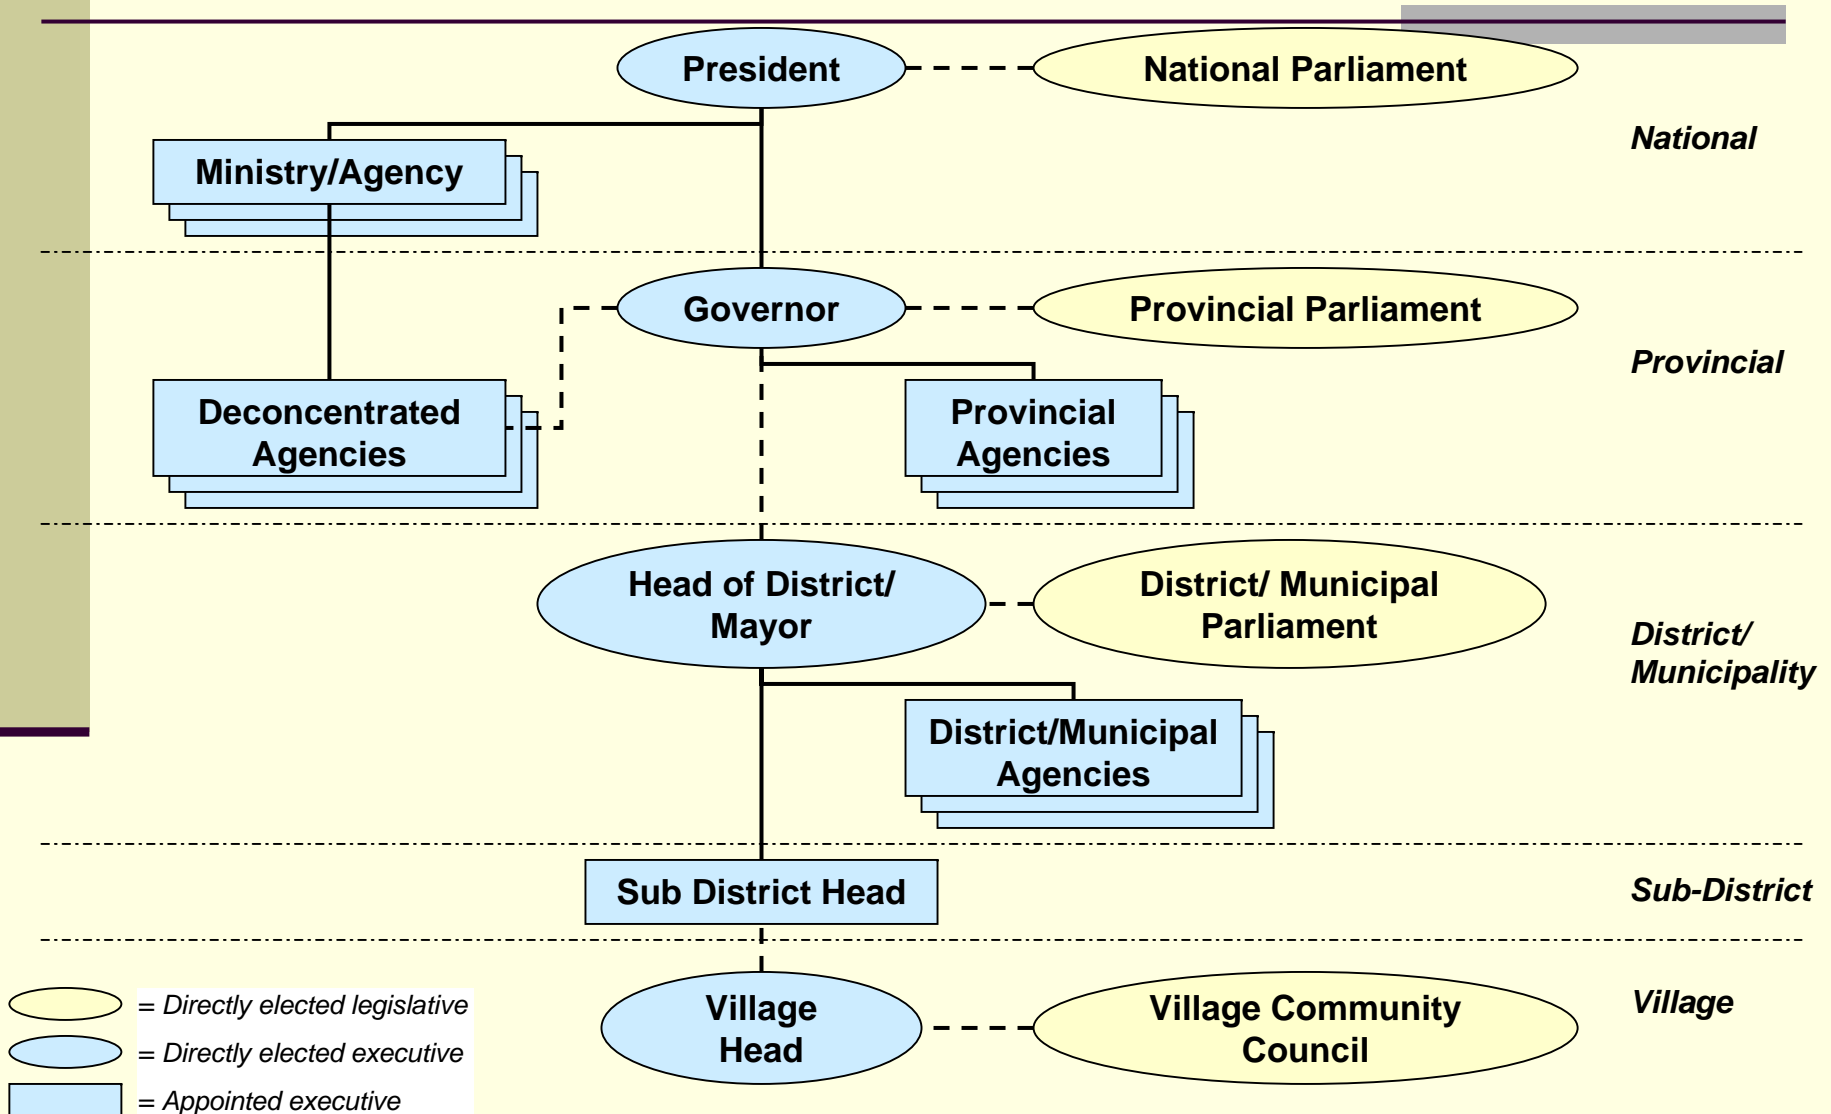 President
National Parliament
National
Ministry/Agency
Governor
Provincial Parliament
Provincial
Deconcentrated
Agencies
Provincial
Agencies
Head of District/
Mayor
District/ Municipal
Parliament
District/
Municipality
District/Municipal
Agencies
Sub District Head
Sub-District
Village
Head
Village Community
Council
Village
= Directly elected legislative
= Directly elected executive
= Appointed executive